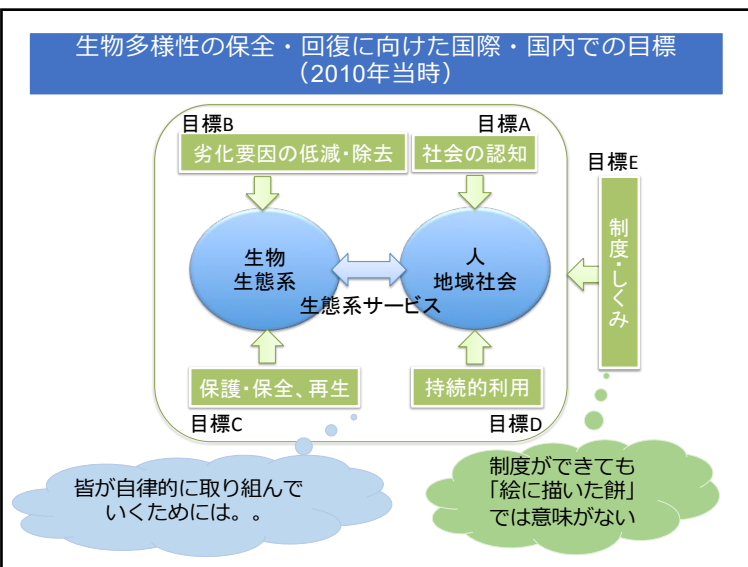 生物多様性の保全・回復に向けた国際・国内での目標
（2010年当時）
目標B
劣化要因の低減・除去
目標A
社会の認知
目標E
制度・しくみ
生物
生態系
人
地域社会
生態系サービス
保護・保全、再生
目標C
持続的利用
目標D
皆が自律的に取り組んで
いくためには。。
制度ができても
「絵に描いた餅」
では意味がない